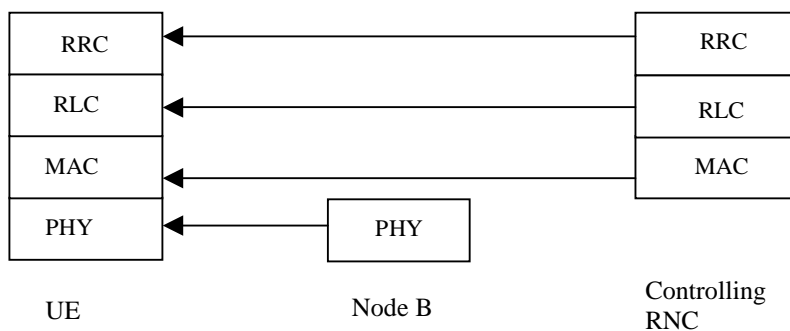 RRC
RRC
RLC
RLC
MAC
MAC
PHY
PHY
UE
Node B
Controlling
RNC